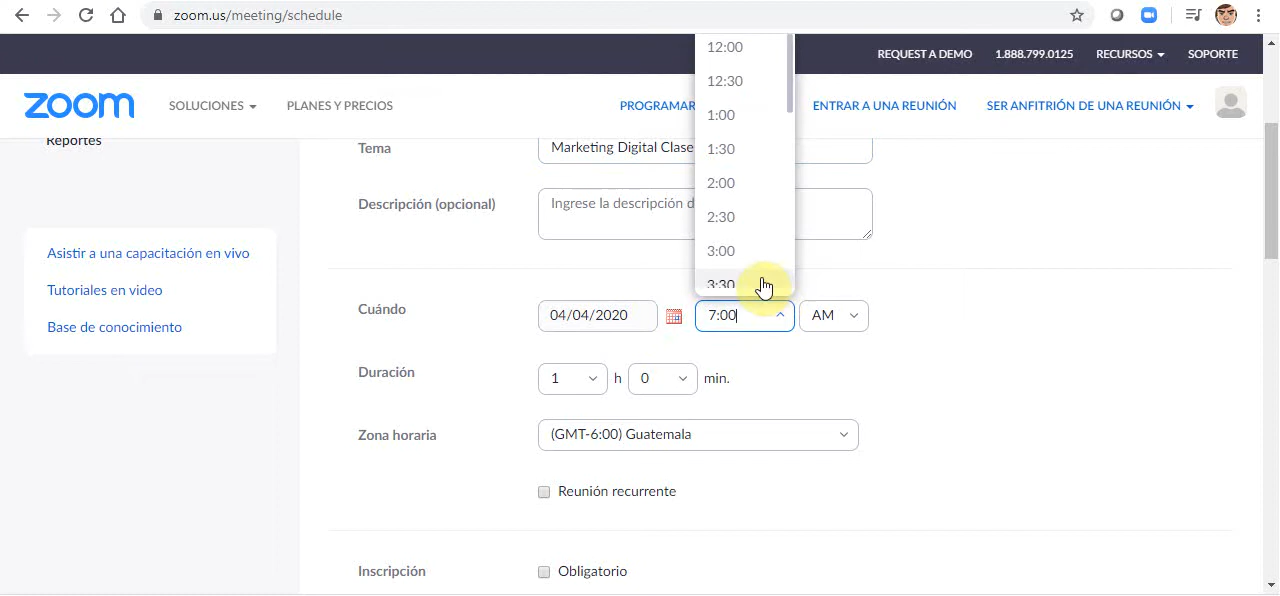 zoom.us/meeting/schedule
REQUEST A DEMO 1.888.799.0125 RECURSOS SOPORTE
zoom SOLUCIONES PLANES Y PRECIOS PROGRAMAR ENTRAR A UNA REUNIÓN SER ANFITRIÓN DE UNA REUNIÓN
Reportes
Asistir a una capacitación en vivo
Tutoriales en video
Base de conocimiento
Tema Marketing Digital Clase
Descripción (opcional) Ingrese la descripción d
12:00
12:30
1:00
1:30
2:00
2:30
3:00
3:30
Cuándo 04/04/2020 7:00 AM
Duración 1 h 0 min.
Zona horaria (GMT-6:00) Guatemala
Reunión recurrente
Inscripción Obligatorio